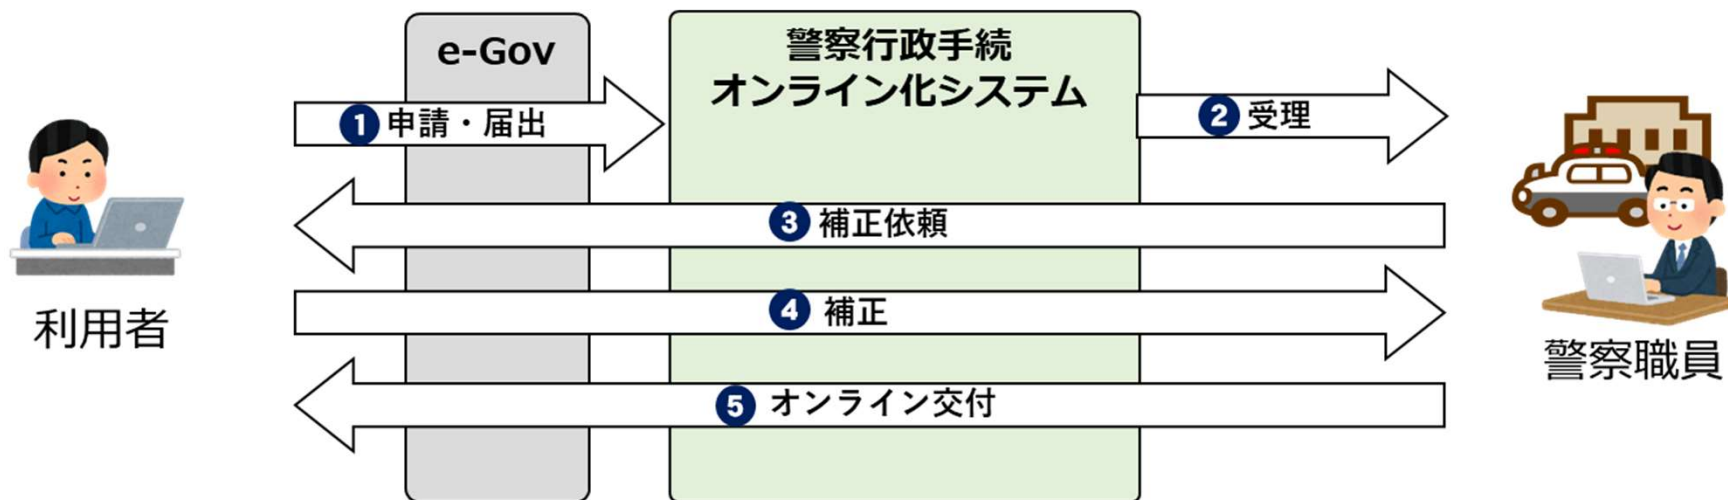 e-Gov
警察行政手続
オンライン化システム
1 申請・届出
2 受理
3 補正依頼
4 補正
5 オンライン交付
利用者
警察職員